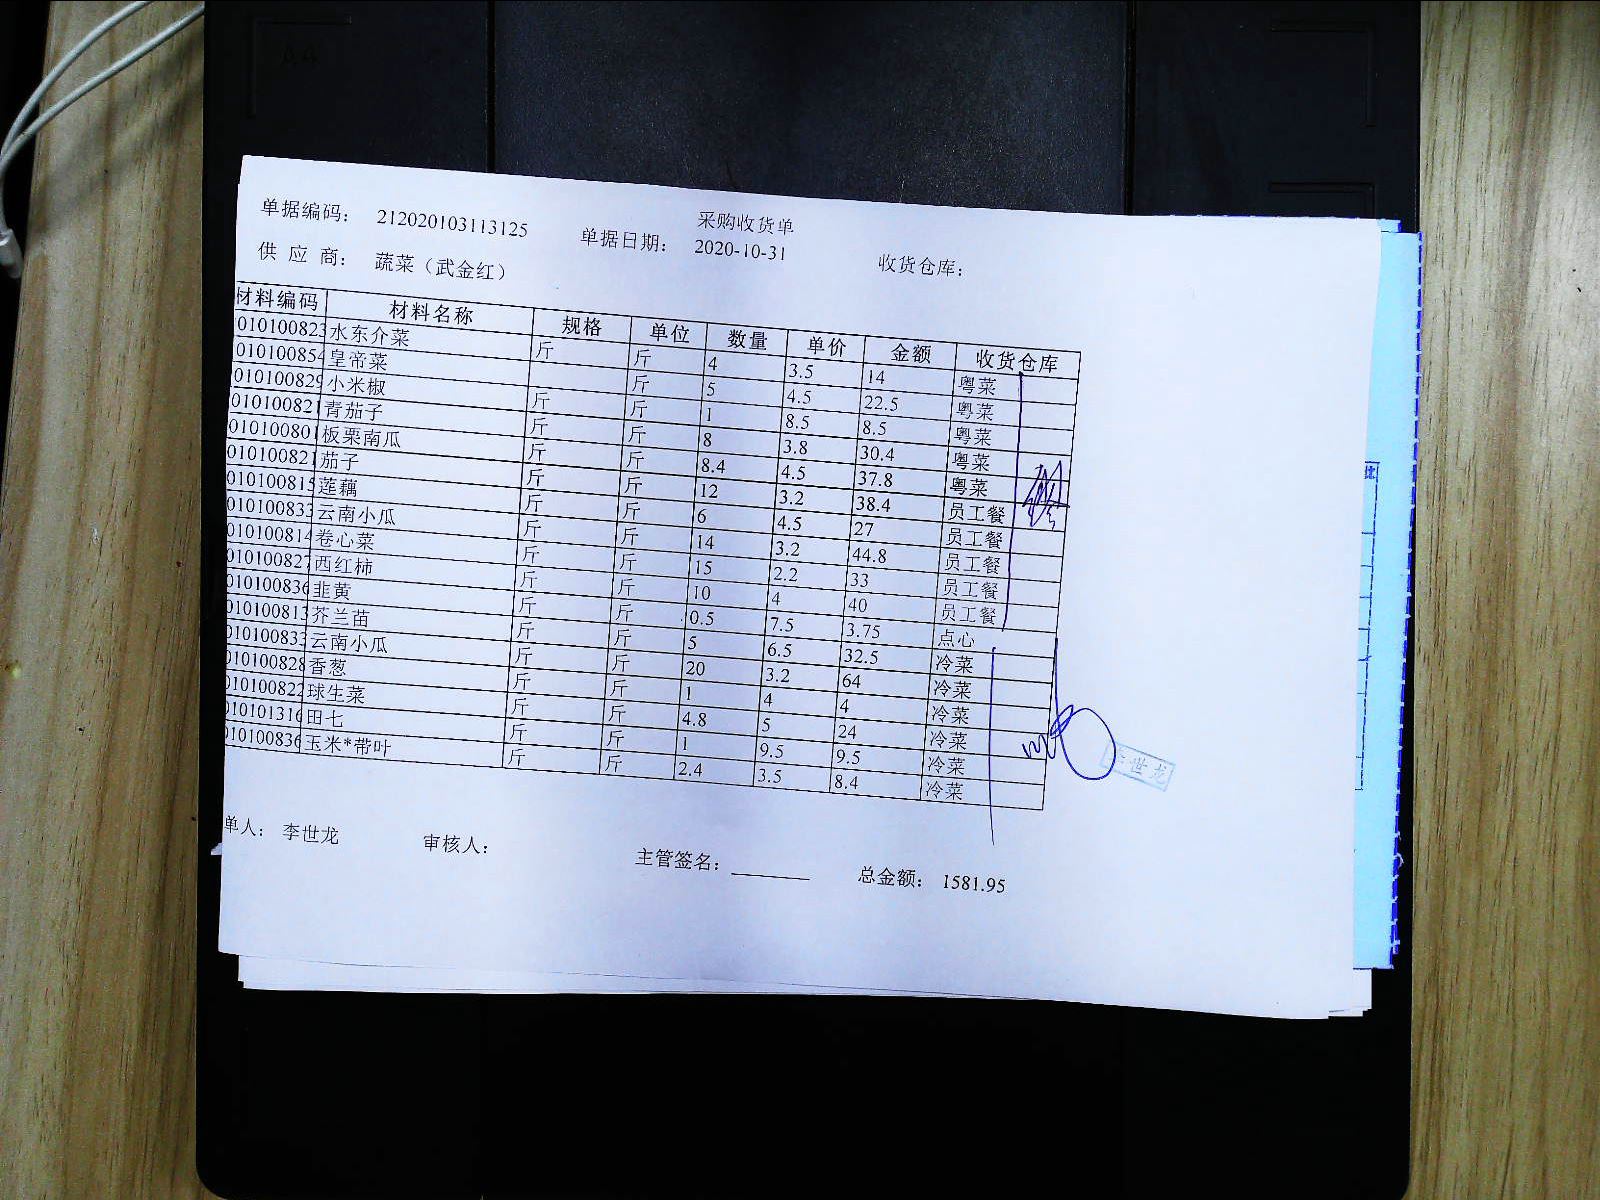 采购收货单
单据编码： 212020103113125 单据日期： 2020-10-31 收货仓库：
供 应 商： 蔬菜（武金红）
材料编码 材料名称 规格 单位 数量 单价 金额 收货仓库
010100823 水东介菜 斤 斤 4 3.5 14 粤菜
010100854 皇帝菜 斤 5 4.5 22.5 粤菜
010100829 小米椒 斤 斤 1 8.5 8.5 粤菜
010100821 青茄子 斤 斤 8 3.8 30.4 粤菜
010100801 板栗南瓜 斤 斤 8.4 4.5 37.8 粤菜
010100821 茄子 斤 斤 12 3.2 38.4 员工餐
010100815 莲藕 斤 斤 6 4.5 27 员工餐
010100833 云南小瓜 斤 斤 14 3.2 44.8 员工餐
010100814 卷心菜 斤 斤 15 2.2 33 员工餐
010100827 西红柿 斤 斤 10 4 40 员工餐
010100836 韭黄 斤 斤 0.5 7.5 3.75 点心
010100813 芥兰苗 斤 斤 5 6.5 32.5 冷菜
010100833 云南小瓜 斤 斤 20 3.2 64 冷菜
010100828 香葱 斤 斤 1 4 4 冷菜
010100822 球生菜 斤 斤 4.8 5 24 冷菜
010101316 田七 斤 斤 1 9.5 9.5 冷菜
010100836 玉米*带叶 斤 斤 2.4 3.5 8.4 冷菜
李世龙
单人： 李世龙 审核人： 主管签名： 总金额： 1581.95